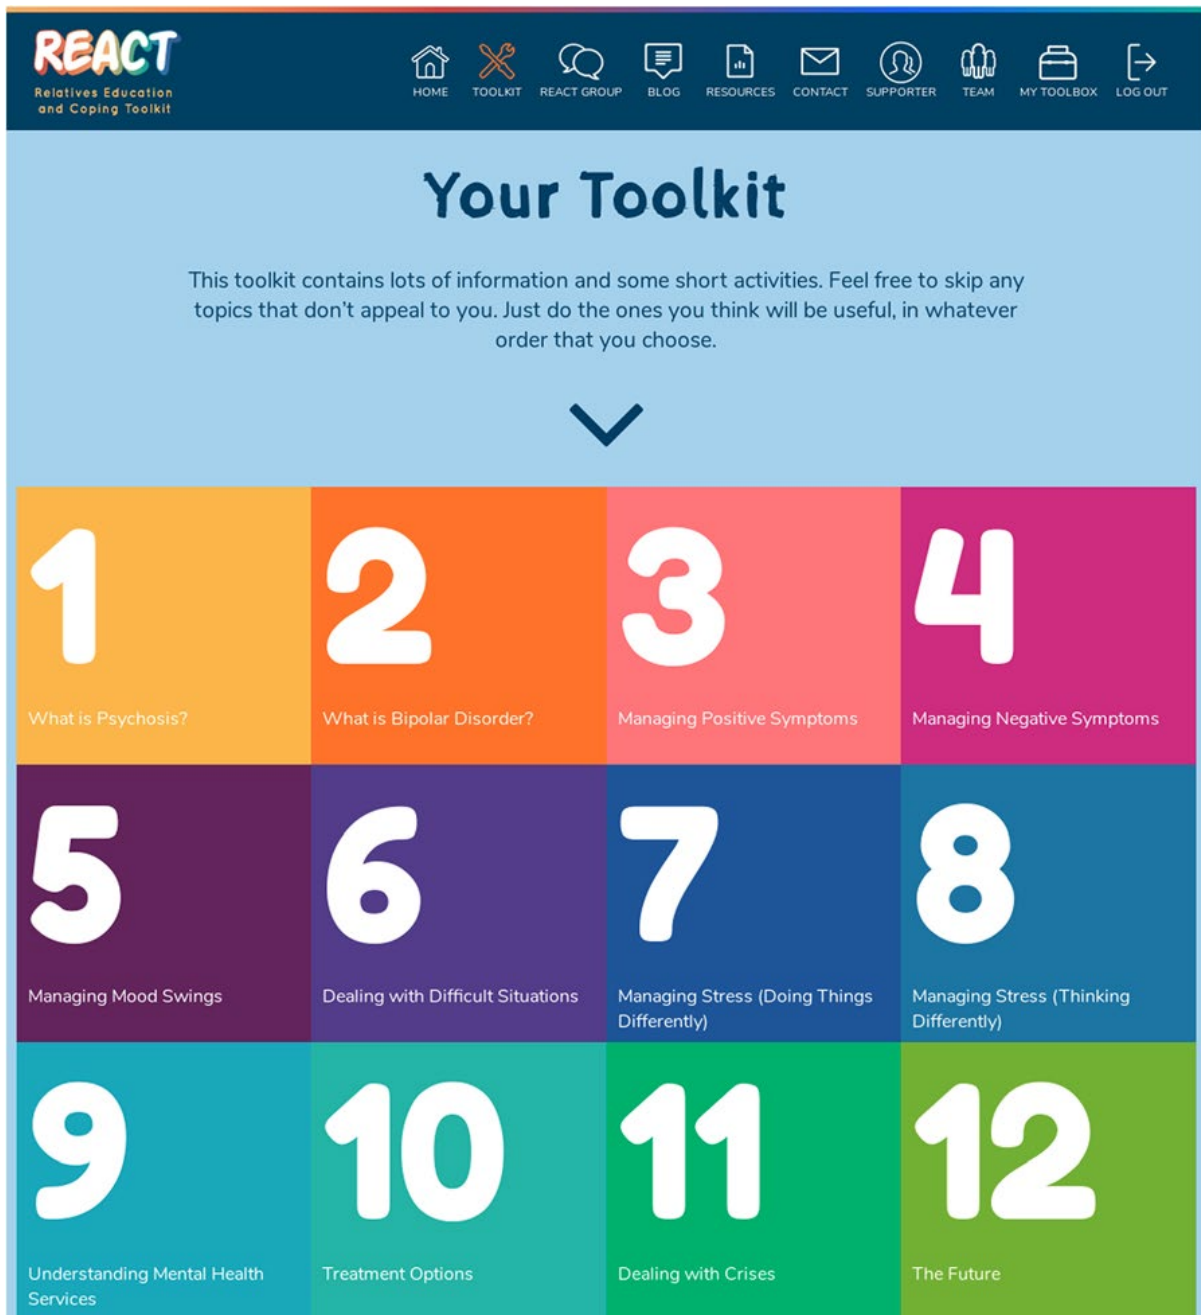 REACT
Relatives Education
and Coping Toolkit
HOME
TOOLKIT
REACT GROUP
BLOG
RESOURCES
CONTACT
SUPPORTER
TEAM
MY TOOLBOX
LOG OUT
Your Toolkit
This toolkit contains lots of information and some short activities. Feel free to skip any
topics that don't appeal to you. Just do the ones you think will be useful, in whatever
order that you choose.
1
What is Psychosis?
2
What is Bipolar Disorder?
3
Managing Positive Symptoms
4
Managing Negative Symptoms
5
Managing Mood Swings
6
Dealing with Difficult Situations
7
Managing Stress (Doing Things
Differently)
8
Managing Stress (Thinking
Differently)
9
Understanding Mental Health
Services
10
Treatment Options
11
Dealing with Crises
12
The Future